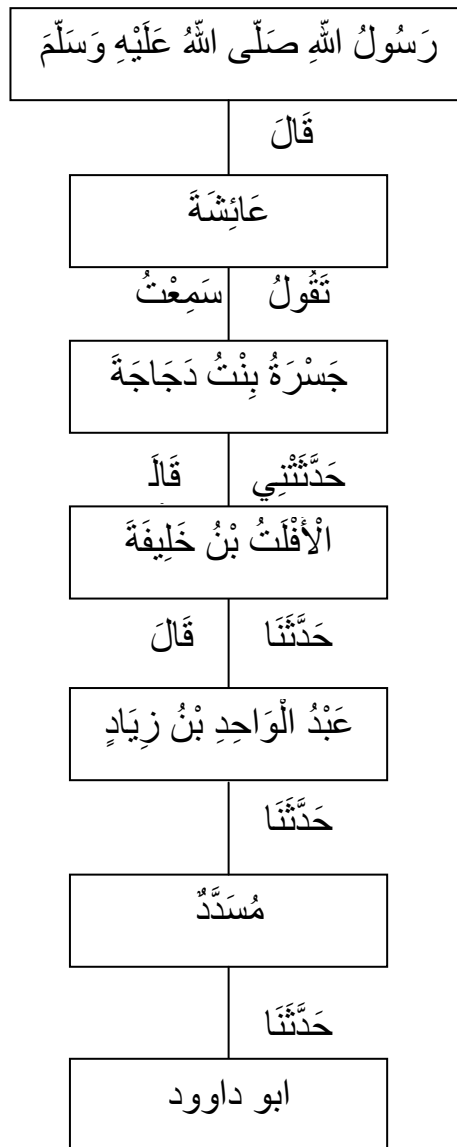 رَسُولُ اللَّهِ صَلَّى اللَّهُ عَلَيْهِ وَسَلَّمَ
قَالَ
عَائِشَةَ
تَقُولُ سَمِعْتُ
جَسْرَةُ بِنْتُ دَجَاجَةَ
حَدَّثَتْنِي قَالَ
الْأَفْلَتُ بْنُ خَلِيفَةَ
حَدَّثَنَا قَالَ
عَبْدُ الْوَاحِدِ بْنُ زِيَادٍ
حَدَّثَنَا
مُسَدَّدٌ
حَدَّثَنَا
ابو داوود